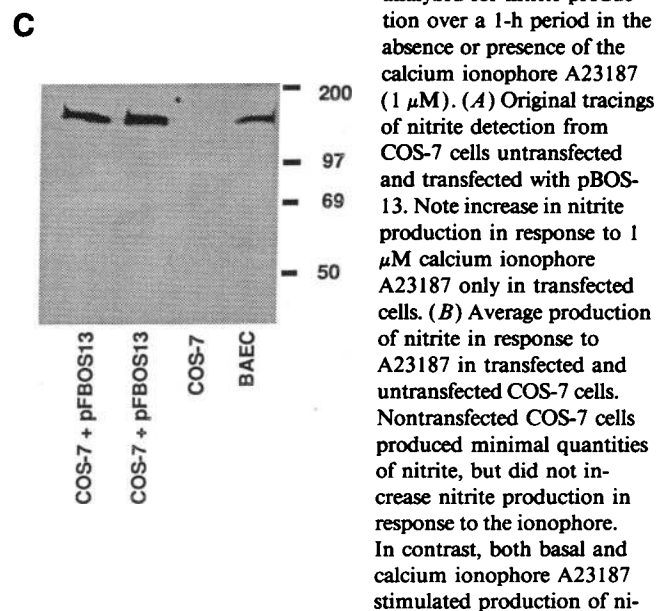 C
200
97
69
50
COS-7 + pFBOS13
COS-7 + pFBOS13
COS-7
BAEC
tion over a 1-h period in the
absence or presence of the
calcium ionophore A23187
(1 μM). (A) Original tracings
of nitrite detection from
COS-7 cells untransfected
and transfected with pBOS-
13. Note increase in nitrite
production in response to 1
μM calcium ionophore
A23187 only in transfected
cells. (B) Average production
of nitrite in response to
A23187 in transfected and
untransfected COS-7 cells.
Nontransfected COS-7 cells
produced minimal quantities
of nitrite, but did not in-
crease nitrite production in
response to the ionophore.
In contrast, both basal and
calcium ionophore A23187
stimulated production of ni-